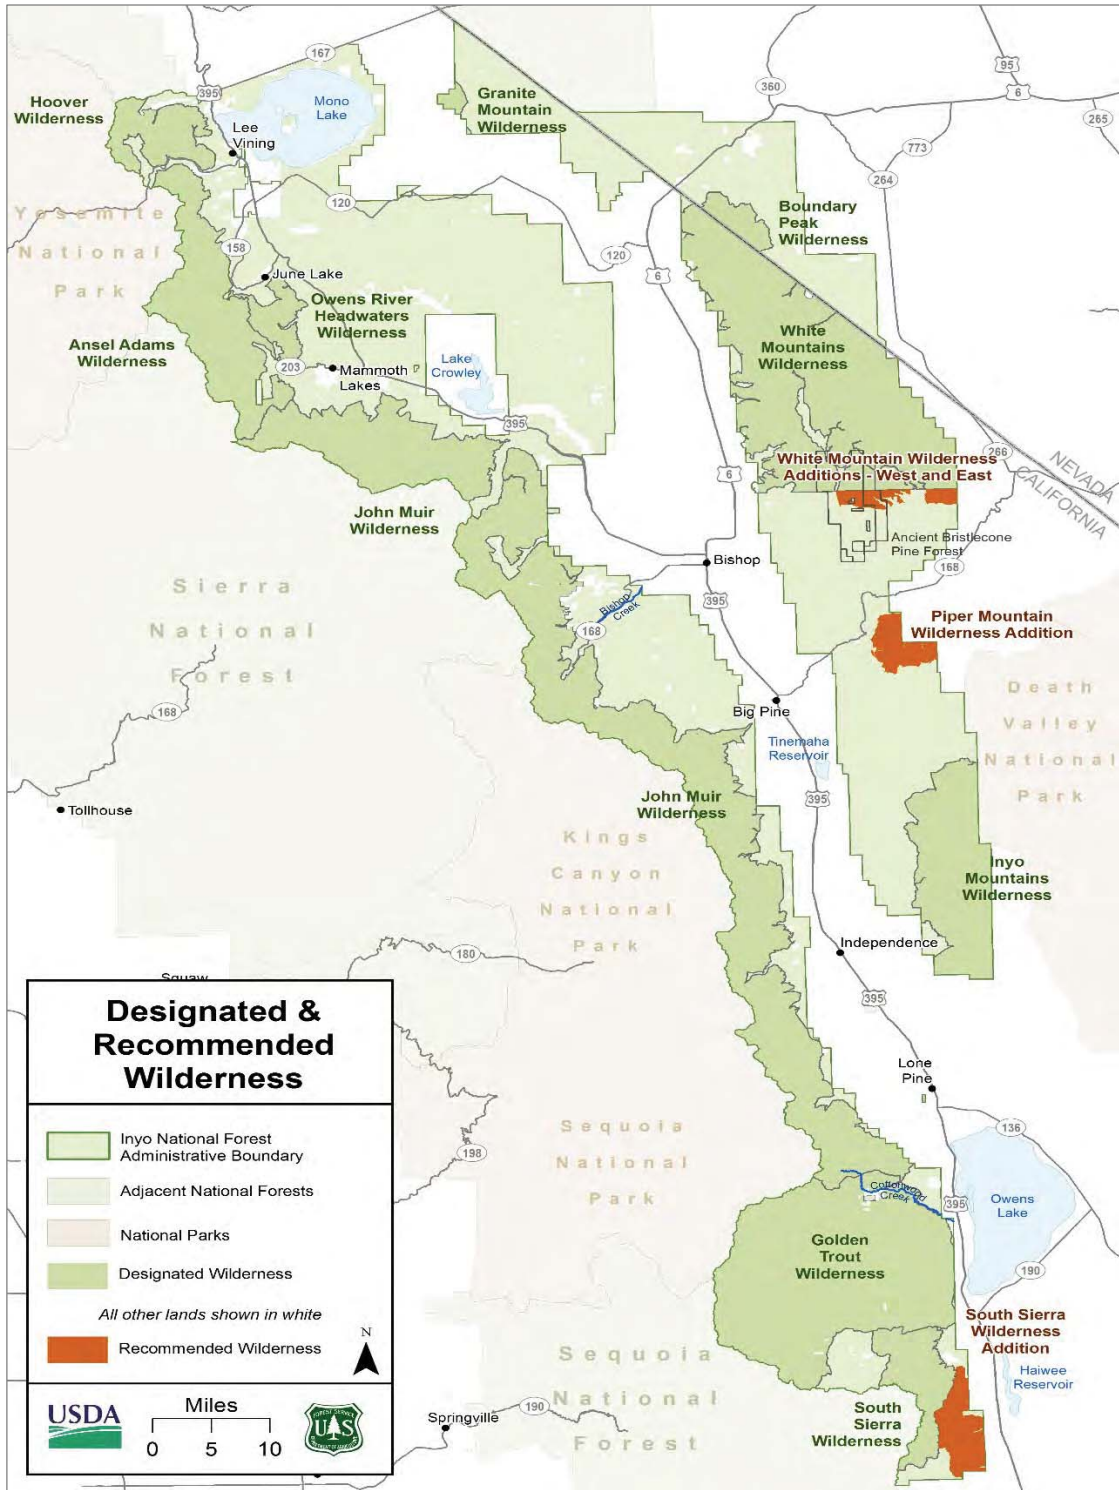 167
395
Hoover
Wilderness
Mono
Lake
Lee
Vining
Granite
Mountain
Wilderness
360
95
6
265
773
264
120
Yosemite
National
Park
158
June Lake
120
6
Boundary
Peak
Wilderness
Owens River
Headwaters
Wilderness
Ansel Adams
Wilderness
203
Mammoth
Lakes
Lake
Crowley
395
White
Mountains
Wilderness
6
266
White Mountain Wilderness
Additions - West and East
NEVADA
CALIFORNIA
John Muir
Wilderness
Ancient Bristlecone
Pine Forest
Bishop
168
395
Bishop
Creek
168
Sierra
National
Forest
Piper Mountain
Wilderness Addition
168
Big Pine
Death
Valley
National
Park
Tinemaha
Reservoir
395
Tollhouse
John Muir
Wilderness
Kings
Canyon
National
Park
Inyo
Mountains
Wilderness
Independence
180
395
Squaw
Lone
Pine
136
Sequoia
National
Park
198
Cottonwood
Creek
395
Owens
Lake
Golden
Trout
Wilderness
190
South Sierra
Wilderness
Addition
Haiwee
Reservoir
Sequoia
National
Forest
South
Sierra
Wilderness
Springville
190
Designated &
Recommended
Wilderness
Inyo National Forest
Administrative Boundary
Adjacent National Forests
National Parks
Designated Wilderness
All other lands shown in white
Recommended Wilderness
N
USDA
Miles
0 5 10
FOREST SERVICE
US
DEPARTMENT OF AGRICULTURE